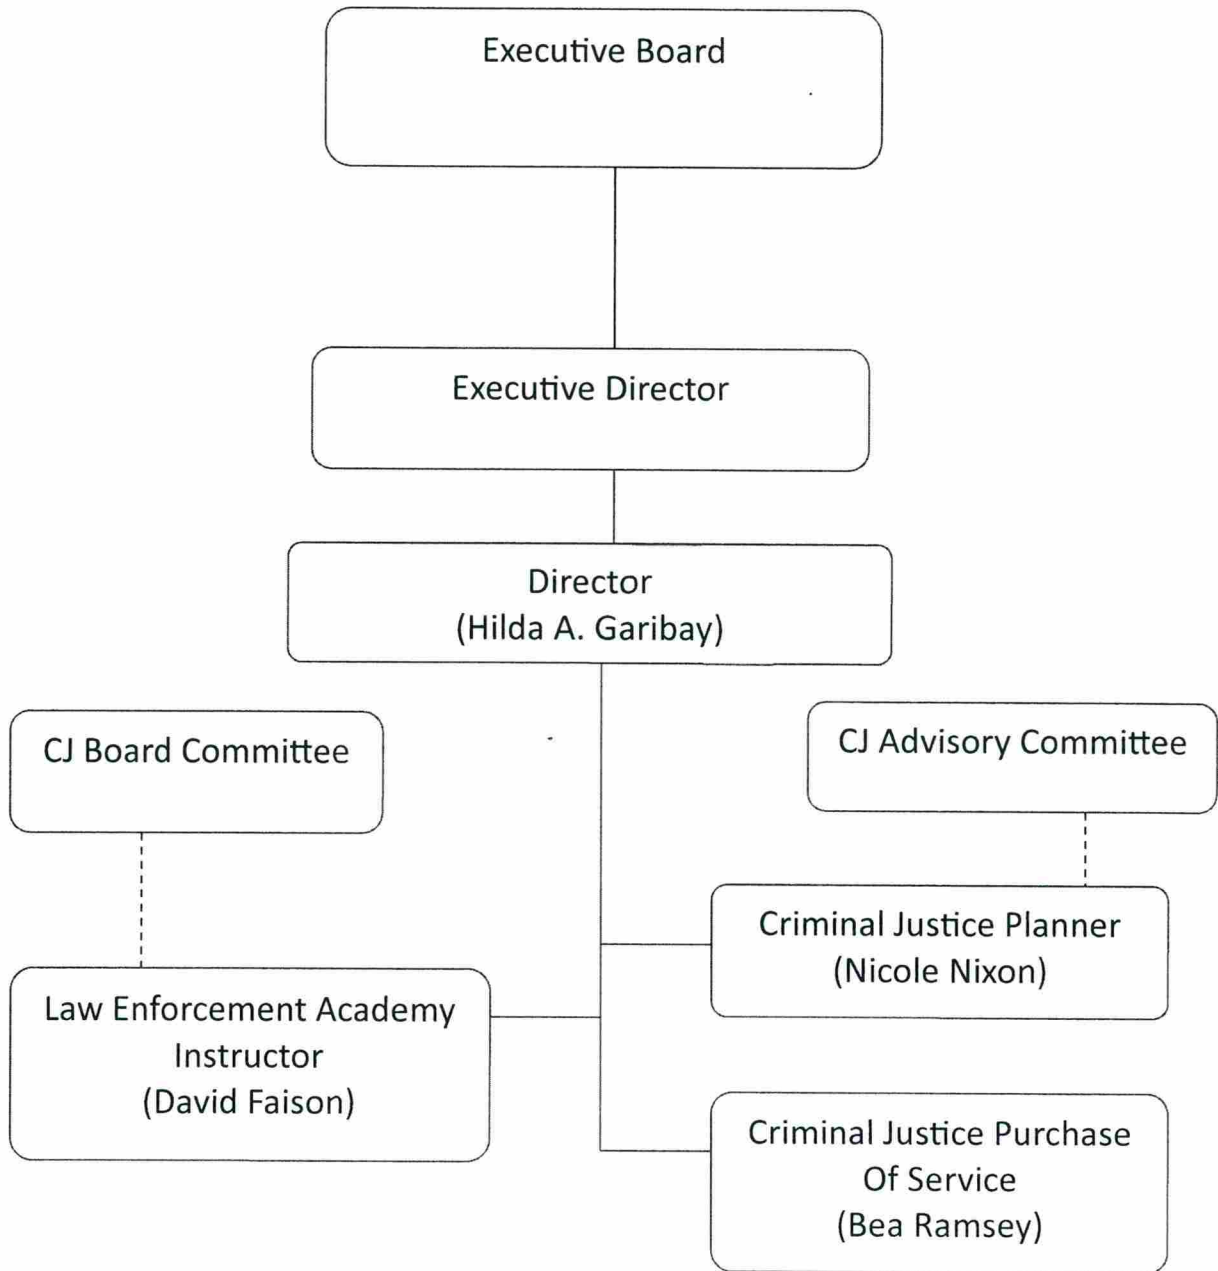 Executive Board
Executive Director
Director
(Hilda A. Garibay)
CJ Board Committee
CJ Advisory Committee
Criminal Justice Planner
(Nicole Nixon)
Law Enforcement Academy
Instructor
(David Faison)
Criminal Justice Purchase
Of Service
(Bea Ramsey)